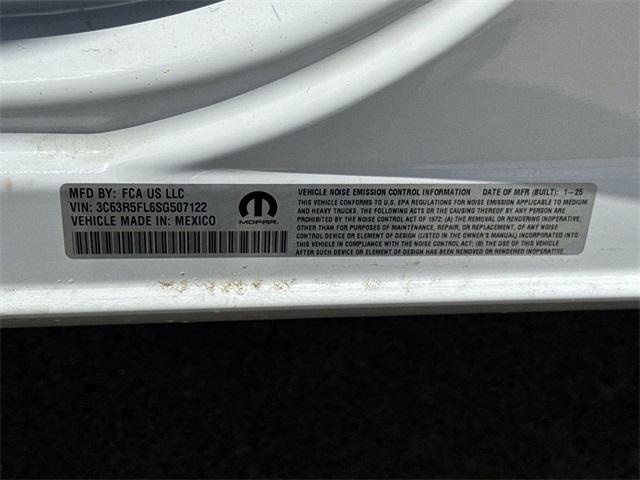 MFD BY: FCA US LLC
VIN: 3C63R5FL6SG507122
VEHICLE MADE IN: MEXICO
MOPAR.
VEHICLE NOISE EMISSION CONTROL INFORMATION DATE OF MFR (BUILT): 1-25
THIS VEHICLE CONFORMS TO U.S. EPA REGULATIONS FOR NOISE EMISSION APPLICABLE TO MEDIUM
AND HEAVY TRUCKS. THE FOLLOWING ACTS OR THE CAUSING THEREOF BY ANY PERSON ARE
PROHIBITED BY THE NOISE CONTROL ACT OF 1972; (A) THE REMOVAL OR RENDERING INOPERATIVE,
OTHER THAN FOR PURPOSES OF MAINTENANCE, REPAIR, OR REPLACEMENT, OF ANY NOISE
CONTROL DEVICE OR ELEMENT OF DESIGN (LISTED IN THE OWNER'S MANUAL) INCORPORATED INTO
THIS VEHICLE IN COMPLIANCE WITH THE NOISE CONTROL ACT; (B) THE USE OF THIS VEHICLE
AFTER SUCH DEVICE OR ELEMENT OF DESIGN HAS BEEN REMOVED OR RENDERED INOPERATIVE.